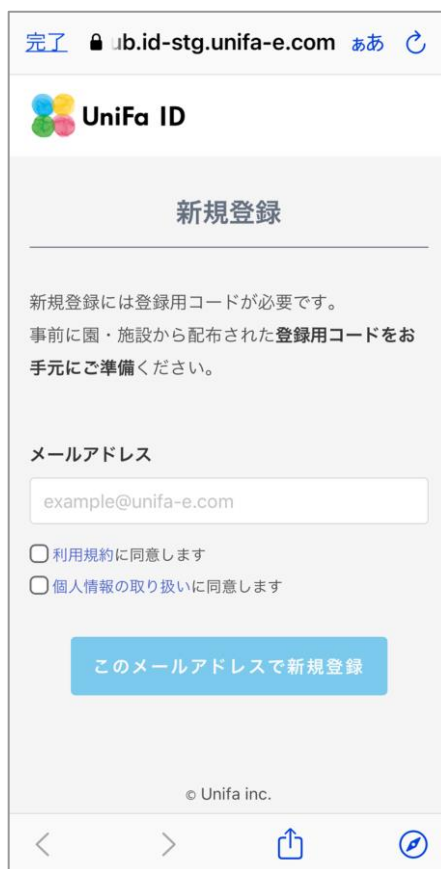 完了 ub.id-stg.unifa-e.com ぁあ
UniFa ID
新規登録
新規登録には登録用コードが必要です。
事前に園・施設から配布された登録用コードをお
手元にご準備ください。
メールアドレス
example@unifa-e.com
利用規約に同意します
個人情報の取り扱いに同意します
このメールアドレスで新規登録
© Unifa inc.